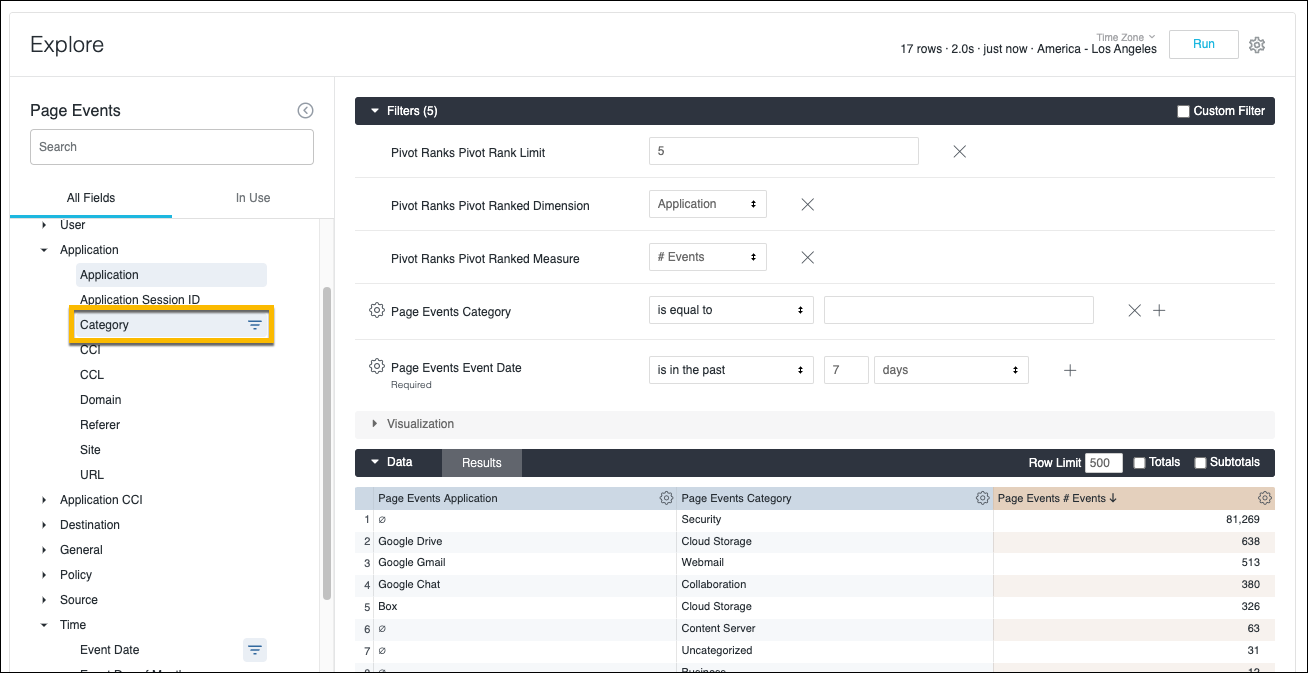 Explore
Time Zone
17 rows · 2.0s · just now · America - Los Angeles
Run
Page Events
Search
All Fields In Use
User
Application
Application
Application Session ID
Category
CCI
CCL
Domain
Referer
Site
URL
Application CCI
Destination
General
Policy
Source
Time
Event Date
Filters (5) Custom Filter
Pivot Ranks Pivot Rank Limit 5
Pivot Ranks Pivot Ranked Dimension Application
Pivot Ranks Pivot Ranked Measure # Events
Page Events Category is equal to
Page Events Event Date is in the past 7 days
Required
Visualization
Data Results Row Limit 500 Totals Subtotals
Page Events Application Page Events Category Page Events # Events ↓
1 ∅ Security 81,269
2 Google Drive Cloud Storage 638
3 Google Gmail Webmail 513
4 Google Chat Collaboration 380
5 Box Cloud Storage 326
6 ∅ Content Server 63
7 ∅ Uncategorized 31
8 ∅ Business 12